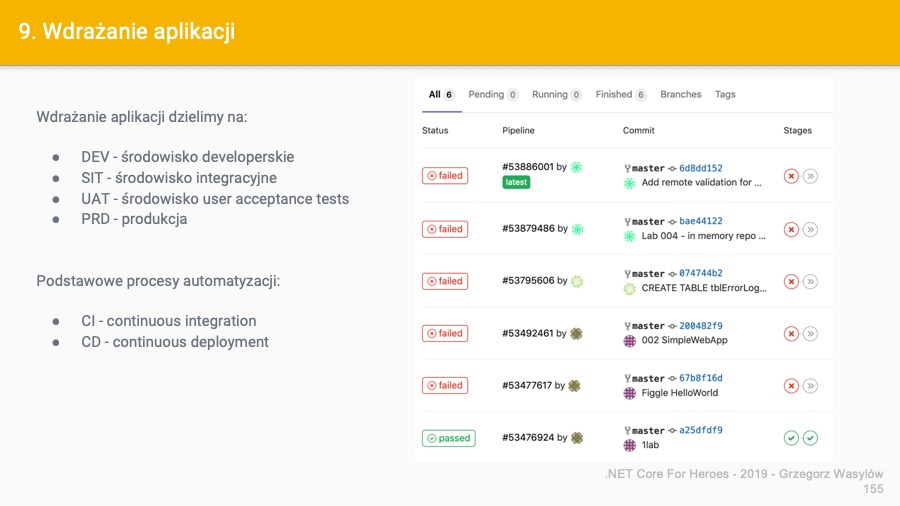 9. Wdrażanie aplikacji
Wdrażanie aplikacji dzielimy na:
● DEV - środowisko developerskie
● SIT - środowisko integracyjne
● UAT - środowisko user acceptance tests
● PRD - produkcja
Podstawowe procesy automatyzacji:
● CI - continuous integration
● CD - continuous deployment
All 6 Pending 0 Running 0 Finished 6 Branches Tags
Status Pipeline Commit Stages
failed #53886001 by master 6d8dd152
latest Add remote validation for ...
failed #53879486 by master bae44122
Lab 004 - in memory repo ...
failed #53795606 by master 074744b2
CREATE TABLE tblErrorLog...
failed #53492461 by master 200482f9
002 SimpleWebApp
failed #53477617 by master 67b8f16d
Figgle HelloWorld
passed #53476924 by master a25dfdf9
1lab
.NET Core For Heroes - 2019 - Grzegorz Wasylów
155